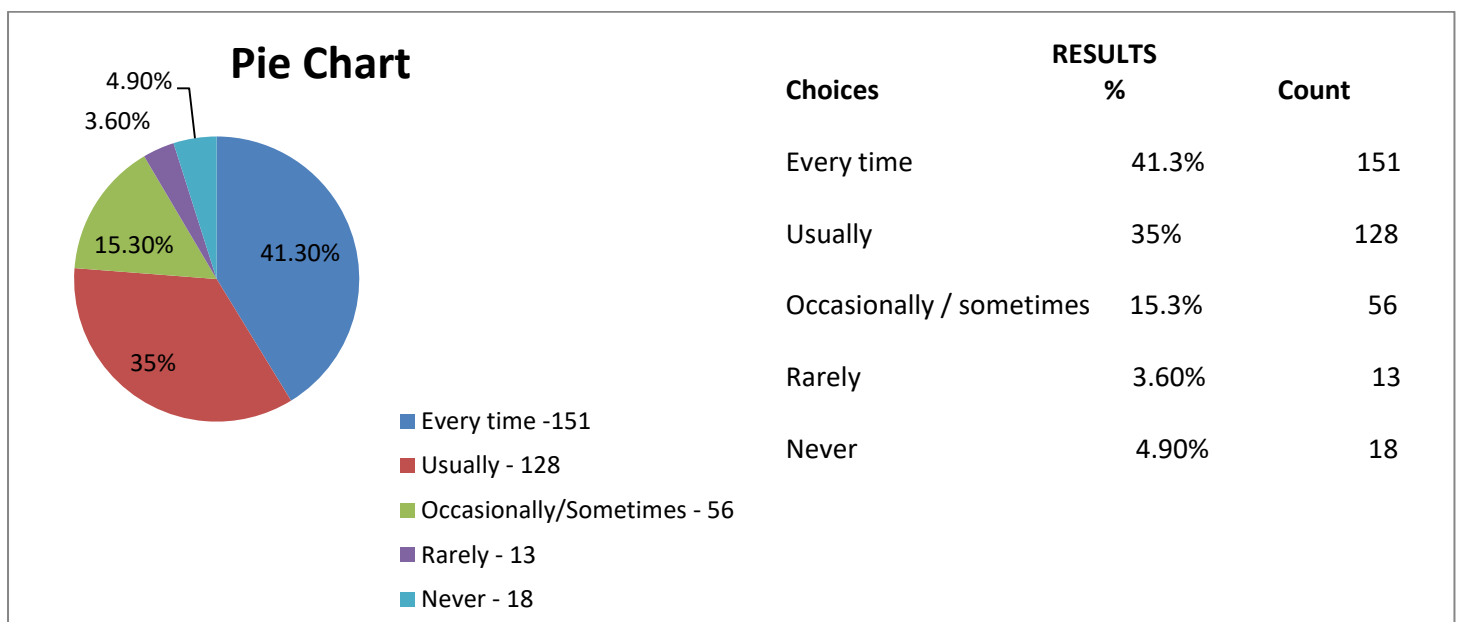 Pie Chart
4.90%
3.60%
15.30%
41.30%
35%
Every time -151
Usually - 128
Occasionally/Sometimes - 56
Rarely - 13
Never - 18
RESULTS
Choices % Count
Every time 41.3% 151
Usually 35% 128
Occasionally / sometimes 15.3% 56
Rarely 3.60% 13
Never 4.90% 18